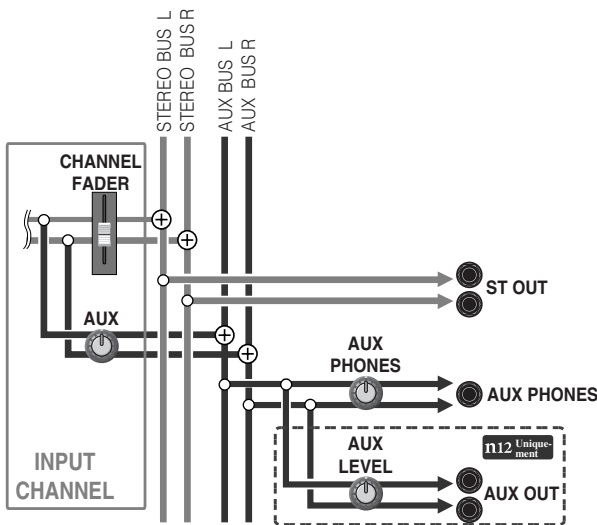 STEREO BUS L
STEREO BUS R
AUX BUS L
AUX BUS R
CHANNEL
FADER
ST OUT
AUX
AUX
PHONES
AUX PHONES
n12 Unique-
ment
AUX
LEVEL
AUX OUT
INPUT
CHANNEL